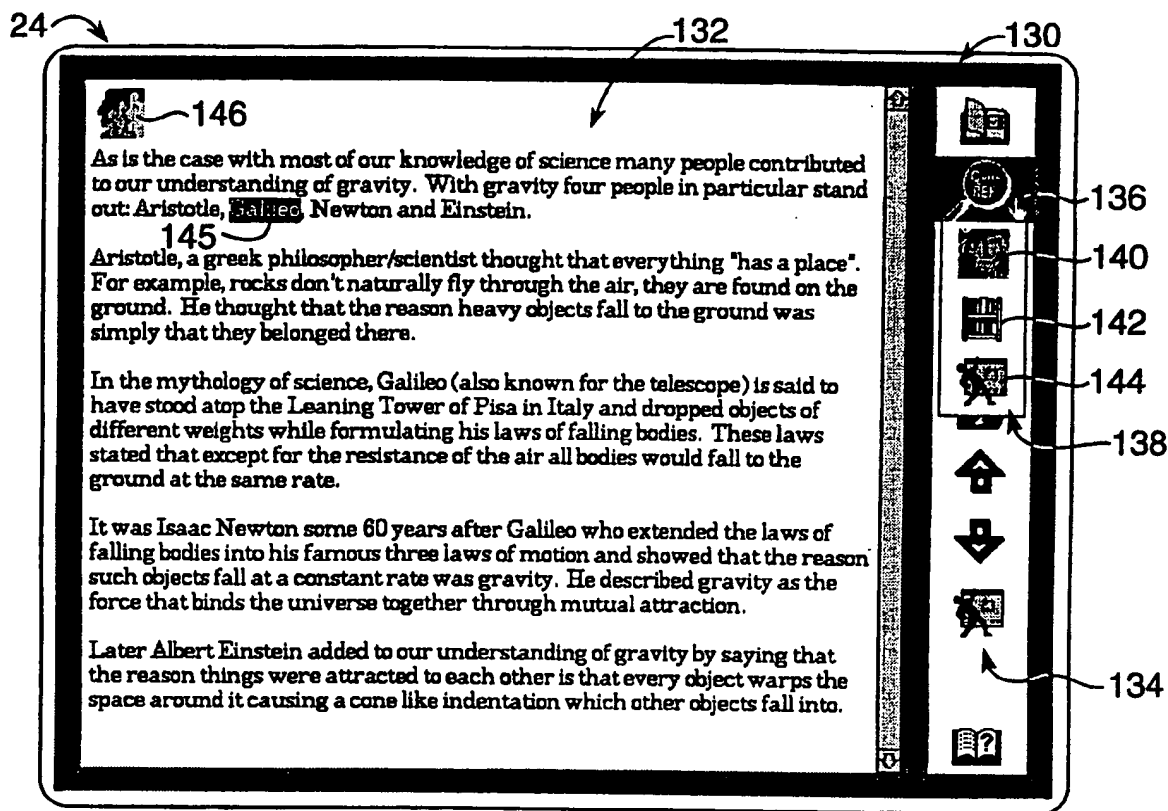 24
132
130
146
As is the case with most of our knowledge of science many people contributed
to our understanding of gravity. With gravity four people in particular stand
out: Aristotle, Galileo, Newton and Einstein.
136
145
140
Aristotle, a greek philosopher/scientist thought that everything "has a place".
For example, rocks don't naturally fly through the air, they are found on the
ground. He thought that the reason heavy objects fall to the ground was
simply that they belonged there.
142
144
In the mythology of science, Galileo (also known for the telescope) is said to
have stood atop the Leaning Tower of Pisa in Italy and dropped objects of
different weights while formulating his laws of falling bodies. These laws
stated that except for the resistance of the air all bodies would fall to the
ground at the same rate.
138
It was Isaac Newton some 60 years after Galileo who extended the laws of
falling bodies into his famous three laws of motion and showed that the reason
such objects fall at a constant rate was gravity. He described gravity as the
force that binds the universe together through mutual attraction.
Later Albert Einstein added to our understanding of gravity by saying that
the reason things were attracted to each other is that every object warps the
space around it causing a cone like indentation which other objects fall into.
134
?